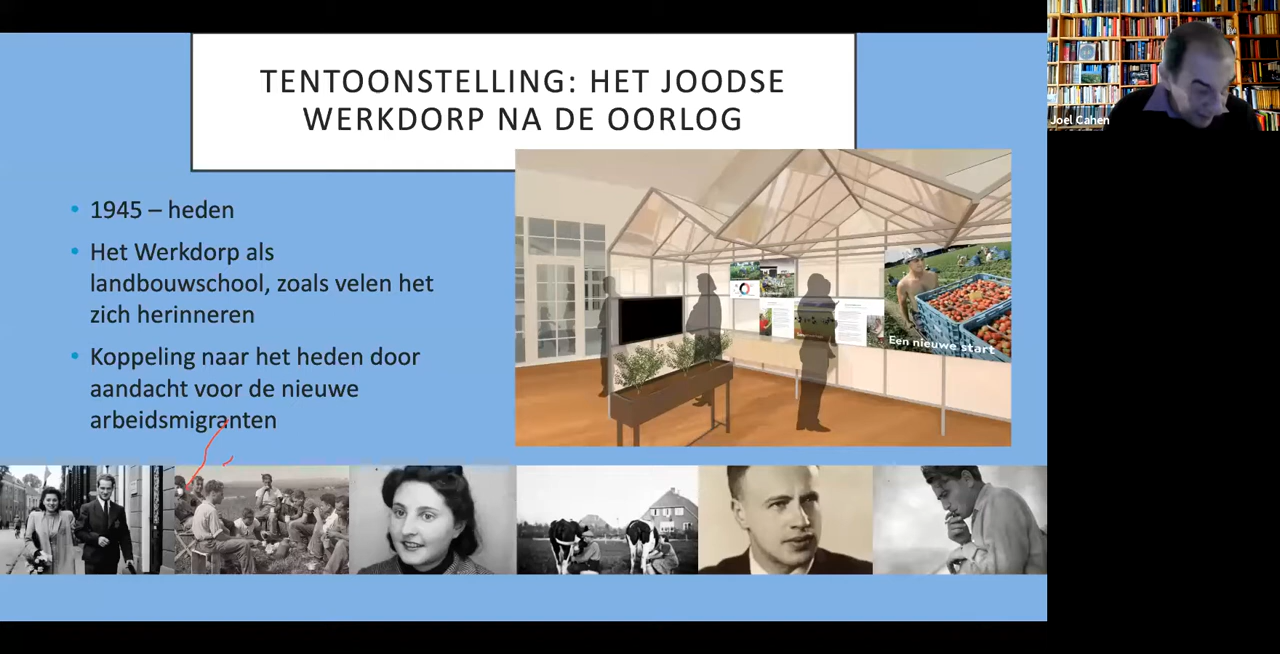 TENTOONSTELLING: HET JOODSE
WERKDORP NA DE OORLOG
• 1945 – heden
• Het Werkdorp als
landbouwschool, zoals velen het
zich herinneren
• Koppeling naar het heden door
aandacht voor de nieuwe
arbeidsmigranten
Een nieuwe start
Joel Cahen